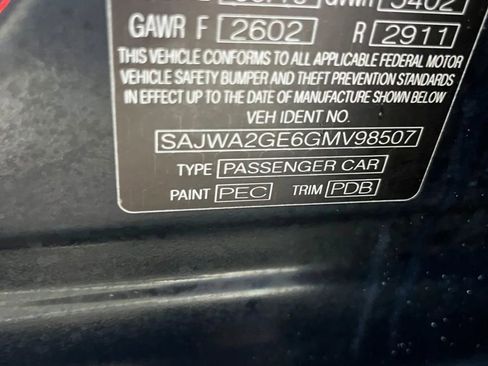 GVWR 5402
GAWR F 2602 R 2911
THIS VEHICLE CONFORMS TO ALL APPLICABLE FEDERAL MOTOR
VEHICLE SAFETY BUMPER AND THEFT PREVENTION STANDARDS
IN EFFECT UP TO THE DATE OF MANUFACTURE SHOWN BELOW
VEH IDENT NO.
SAJWA2GE6GMV98507
TYPE PASSENGER CAR
PAINT PEC TRIM PDB